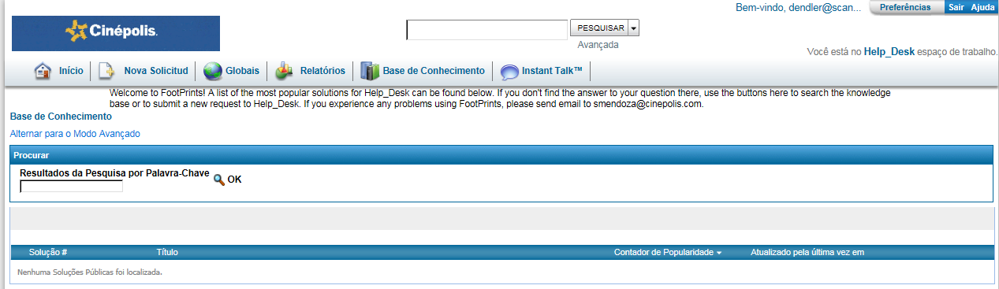 Bem-vindo, dendler@scan... Preferências Sair Ajuda
Cinépolis.
PESQUISAR
Avançada
Você está no Help_Desk espaço de trabalho.
Início Nova Solicitud Globais Relatórios Base de Conhecimento Instant Talk™
Welcome to FootPrints! A list of the most popular solutions for Help_Desk can be found below. If you don't find the answer to your question there, use the buttons here to search the knowledge
base or to submit a new request to Help_Desk. If you experience any problems using FootPrints, please send email to smendoza@cinepolis.com.
Base de Conhecimento
Alternar para o Modo Avançado
Procurar
Resultados da Pesquisa por Palavra-Chave OK
Solução # Título Contador de Popularidade Atualizado pela última vez em
Nenhuma Soluções Públicas foi localizada.